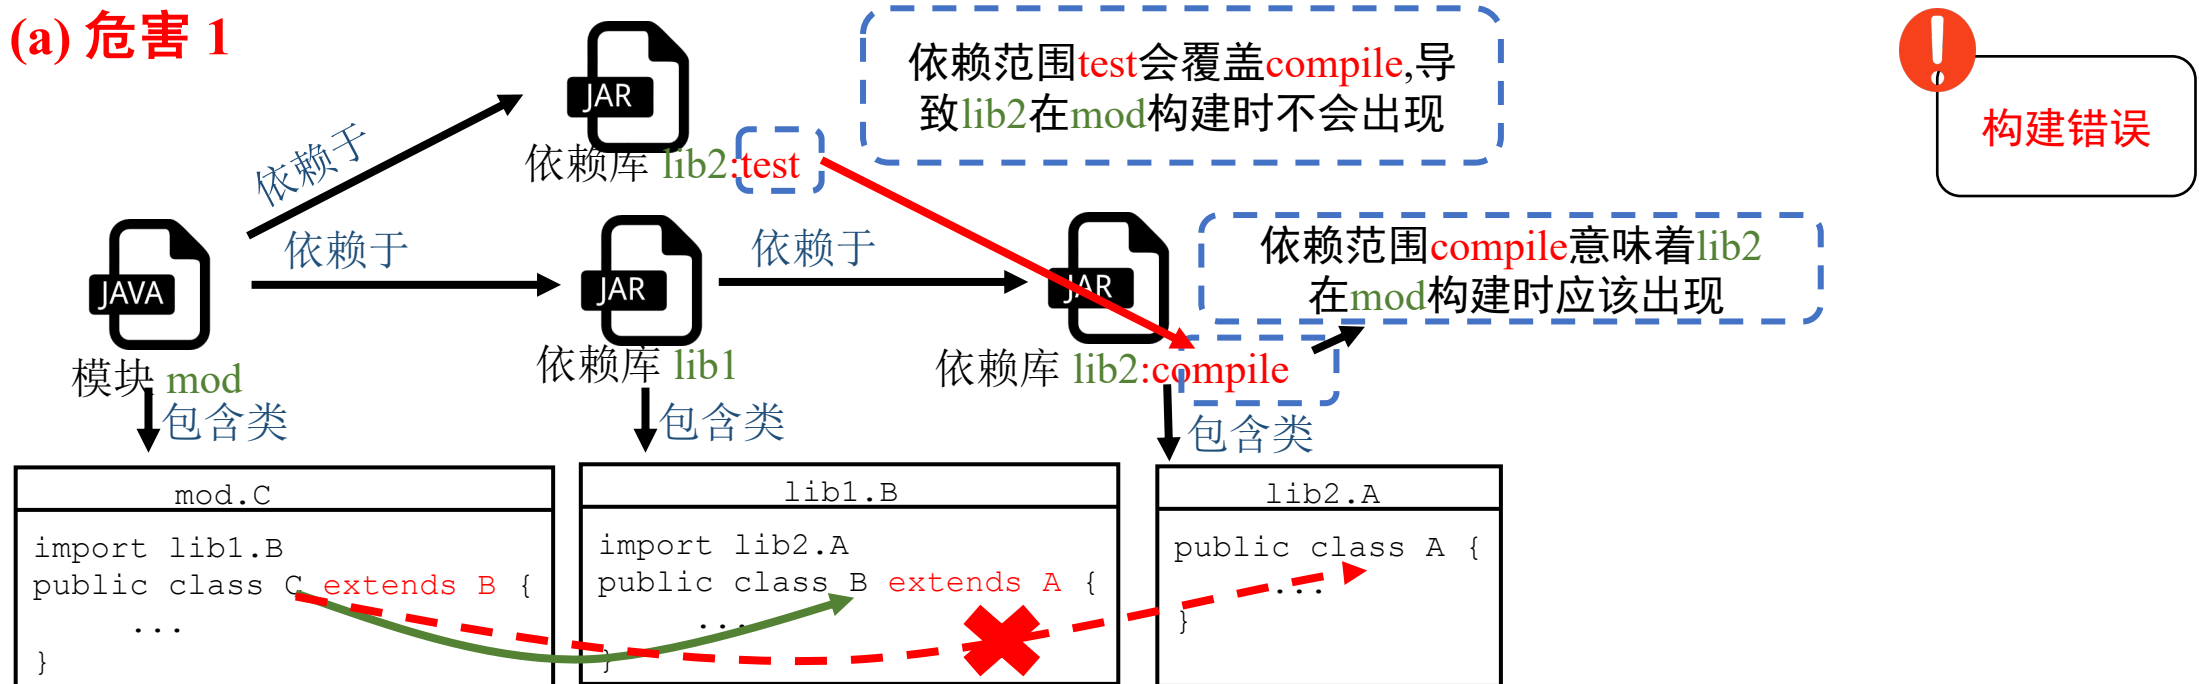 (a) 危害 1
JAR
依赖范围test会覆盖compile,导
致lib2在mod构建时不会出现
构建错误
依赖于
依赖库 lib2:test
依赖于
依赖于
JAVA
JAR
JAR
依赖范围compile意味着lib2
在mod构建时应该出现
模块 mod
依赖库 lib1
依赖库 lib2:compile
包含类
包含类
包含类
mod.C
import lib1.B
public class C extends B {
...
}
lib1.B
import lib2.A
public class B extends A {
...
}
lib2.A
public class A {
...
}